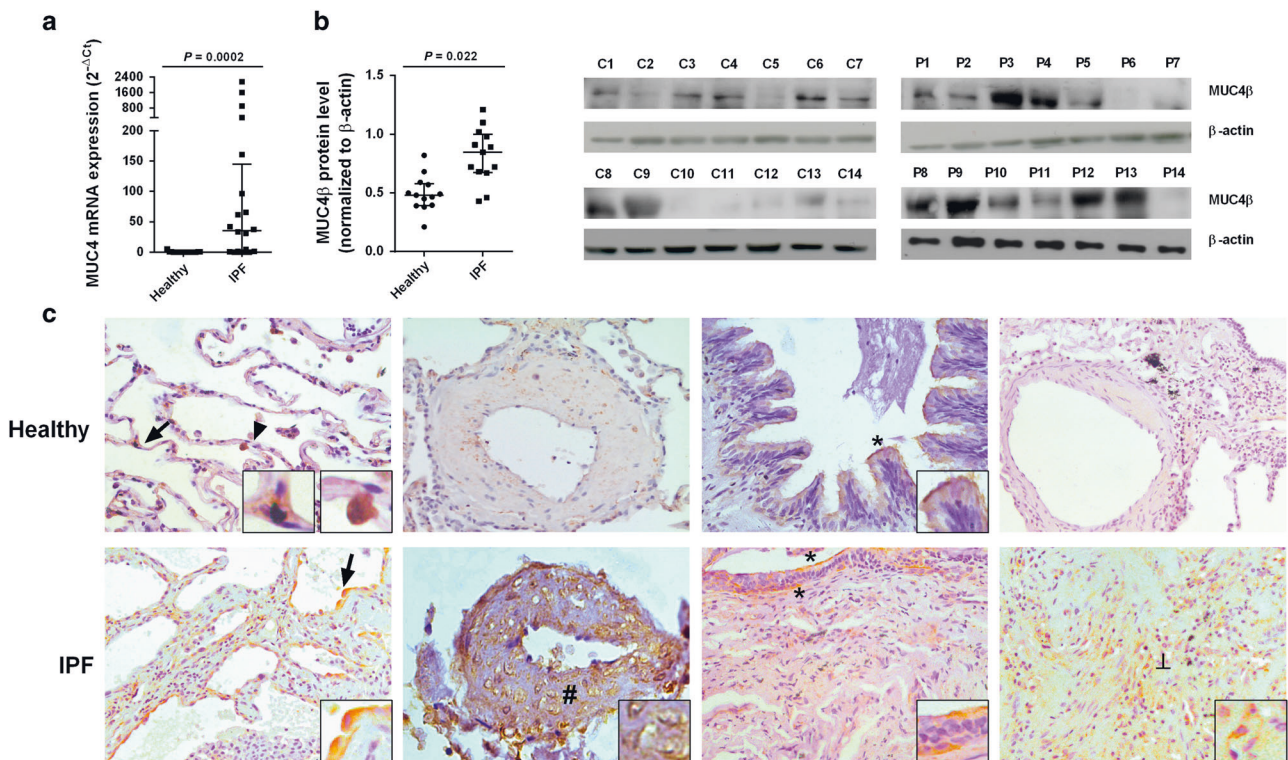 a
MUC4 mRNA expression (2-ΔCt)
P = 0.0002
2400
1600
800
200
150
100
50
0
Healthy
IPF
b
MUC4β protein level
(normalized to β-actin)
P = 0.022
1.5
1.0
0.5
0.0
Healthy
IPF
C1 C2 C3 C4 C5 C6 C7
P1 P2 P3 P4 P5 P6 P7
MUC4β
β-actin
C8 C9 C10 C11 C12 C13 C14
P8 P9 P10 P11 P12 P13 P14
MUC4β
β-actin
c
Healthy
*
IPF
#
*
*
⊥